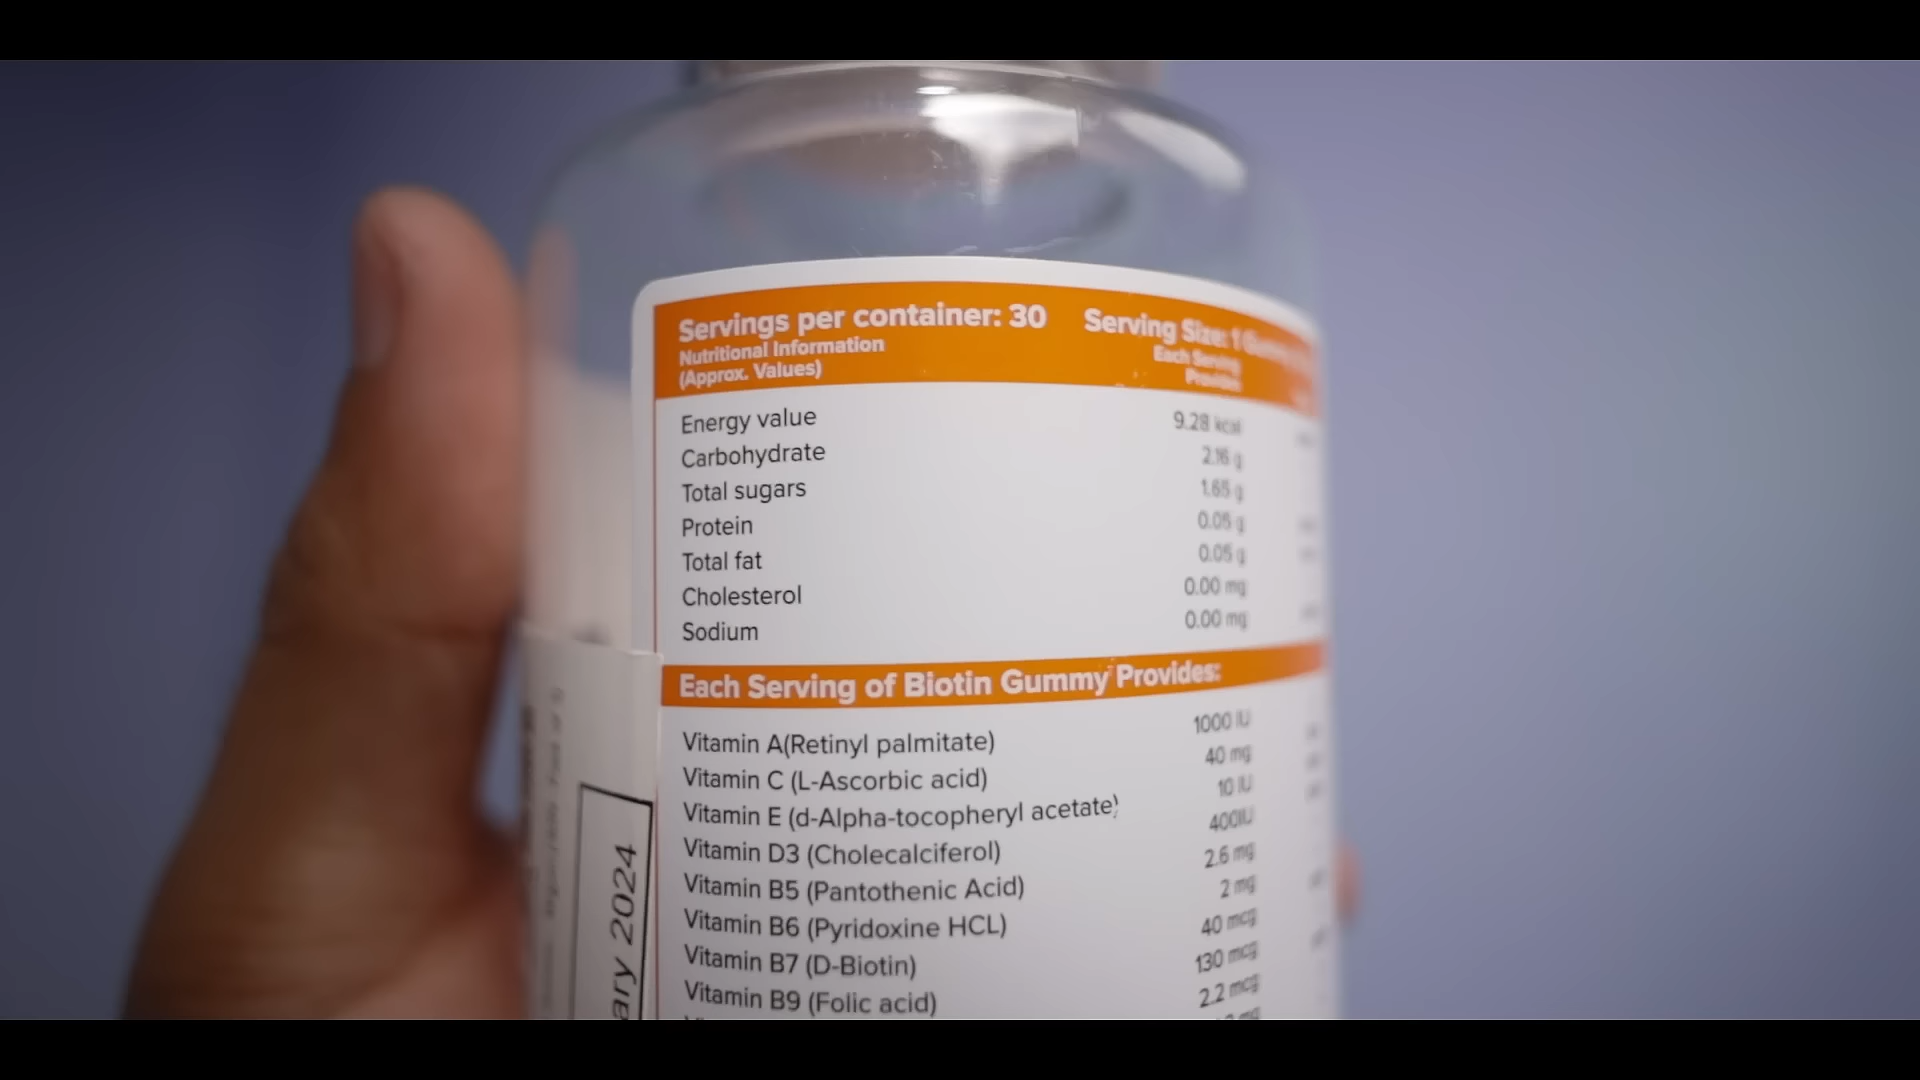 Servings per container: 30 Serving Size: 1 Gummy
Nutritional Information Each Serving
(Approx. Values) Provides
Energy value 9.28 kcal
Carbohydrate 2.16 g
Total sugars 1.65 g
Protein 0.05 g
Total fat 0.05 g
Cholesterol 0.00 mg
Sodium 0.00 mg
Each Serving of Biotin Gummy Provides:
Vitamin A(Retinyl palmitate) 1000 IU
Vitamin C (L-Ascorbic acid) 40 mg
Vitamin E (d-Alpha-tocopheryl acetate) 10 IU
Vitamin D3 (Cholecalciferol) 400IU
Vitamin B5 (Pantothenic Acid) 2.6 mg
Vitamin B6 (Pyridoxine HCL) 2 mg
Vitamin B7 (D-Biotin) 40 mcg
Vitamin B9 (Folic acid) 130 mcg
2.2 mcg
ary 2024